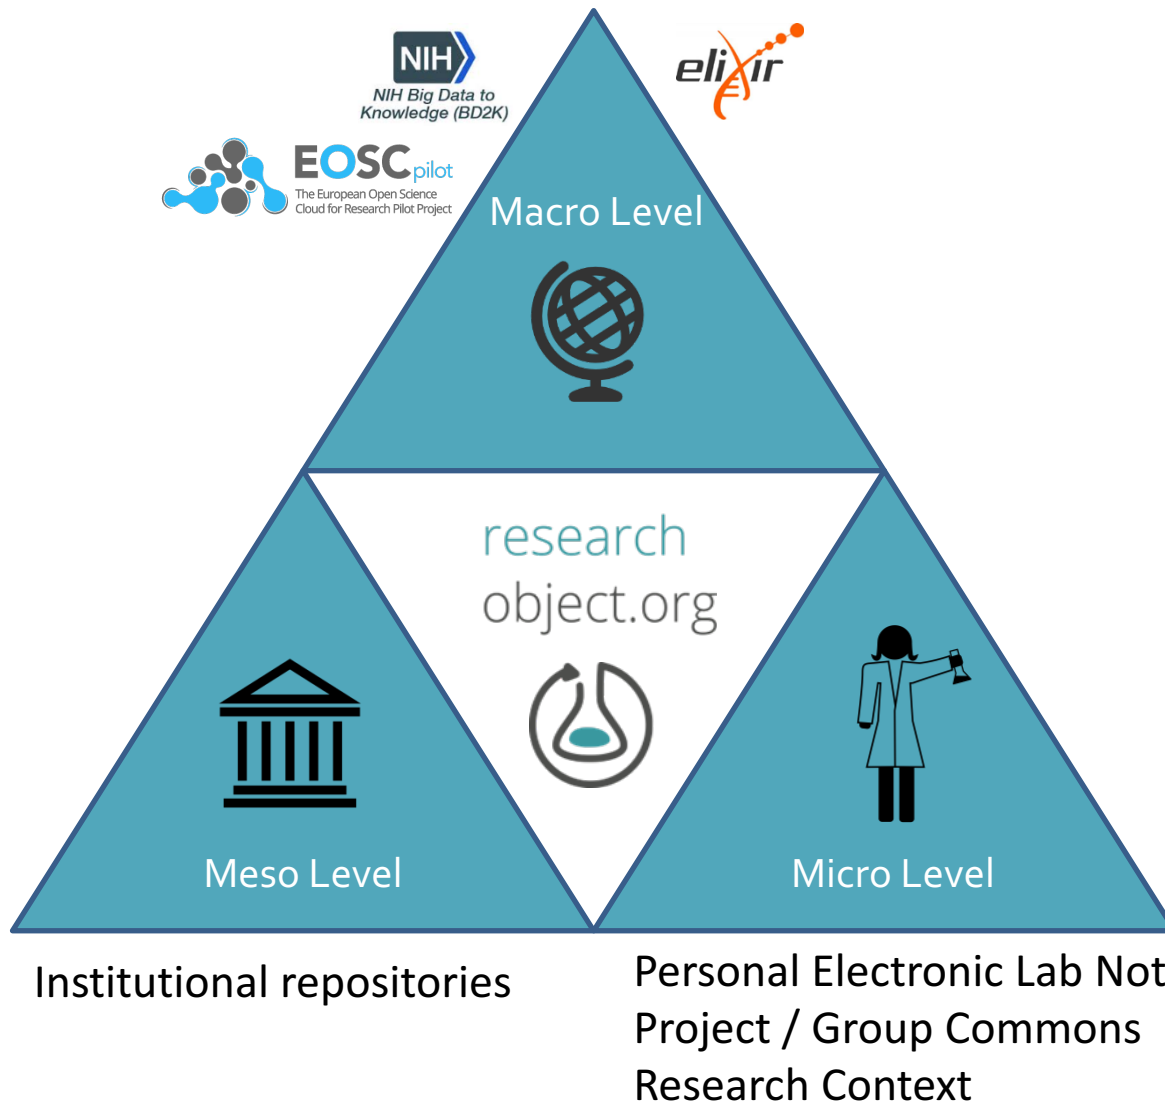 NIH
NIH Big Data to
Knowledge (BD2K)
elixir
EOSC pilot
The European Open Science
Cloud for Research Pilot Project
Macro Level
research
object.org
Meso Level
Micro Level
Institutional repositories
Personal Electronic Lab Not
Project / Group Commons
Research Context